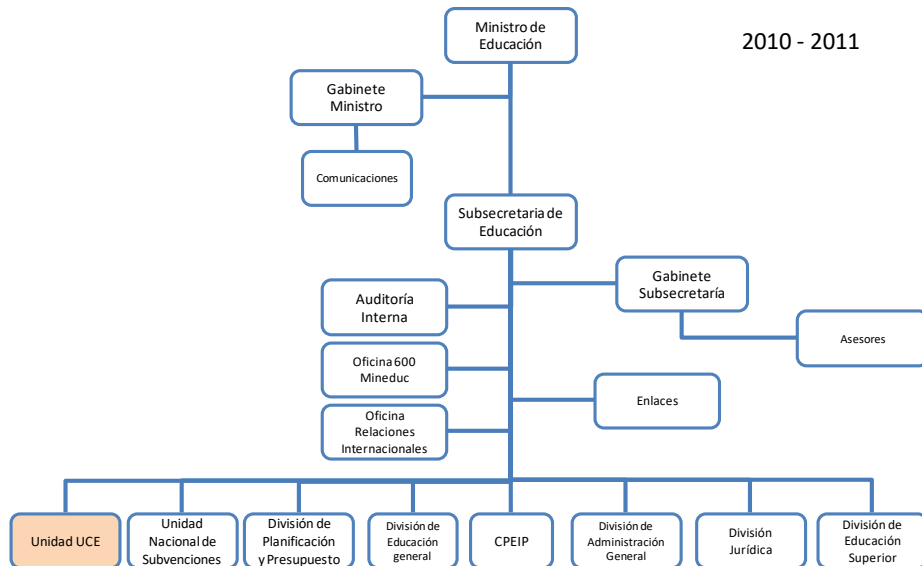 Ministro de
Educación
2010 - 2011
Gabinete
Ministro
Comunicaciones
Subsecretaria de
Educación
Gabinete
Subsecretaría
Auditoría
Interna
Asesores
Oficina 600
Mineduc
Enlaces
Oficina
Relaciones
Internacionales
Unidad UCE
Unidad
Nacional de
Subvenciones
División de
Planificación
y Presupuesto
División de
Educación
general
CPEIP
División de
Administración
General
División
Jurídica
División de
Educación
Superior